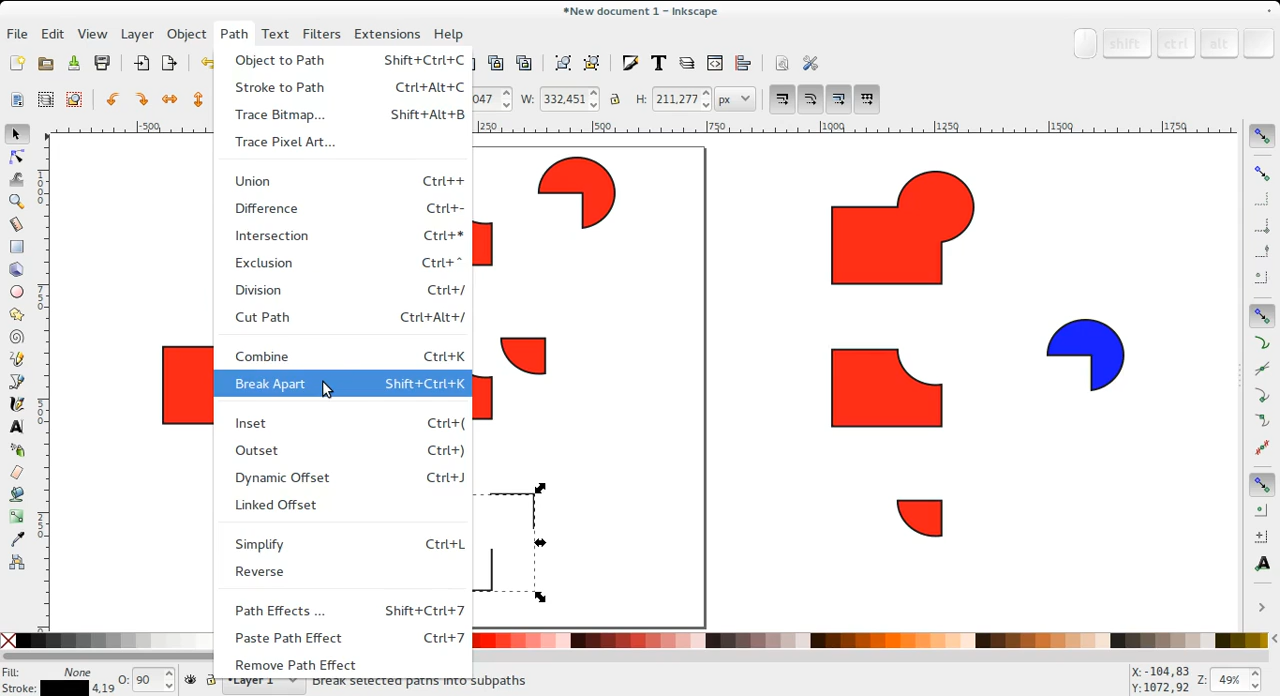 *New document 1 – Inkscape
File Edit View Layer Object Path Text Filters Extensions Help
shift ctrl alt
Object to Path Shift+Ctrl+C
Stroke to Path Ctrl+Alt+C
Trace Bitmap... Shift+Alt+B
Trace Pixel Art...
Union Ctrl++
Difference Ctrl+-
Intersection Ctrl+*
Exclusion Ctrl+^
Division Ctrl+/
Cut Path Ctrl+Alt+/
Combine Ctrl+K
Break Apart Shift+Ctrl+K
Inset Ctrl+(
Outset Ctrl+)
Dynamic Offset Ctrl+J
Linked Offset
Simplify Ctrl+L
Reverse
Path Effects ... Shift+Ctrl+7
Paste Path Effect Ctrl+7
Remove Path Effect
047 W: 332,451 H: 211,277 px
-500 250 500 750 1000 1250 1500 1750
1000
750
500
250
Fill: None
Stroke: 4,19 O: 90 Layer 1 Break selected paths into subpaths
X: -104,83
Y:1072,92 Z: 49%